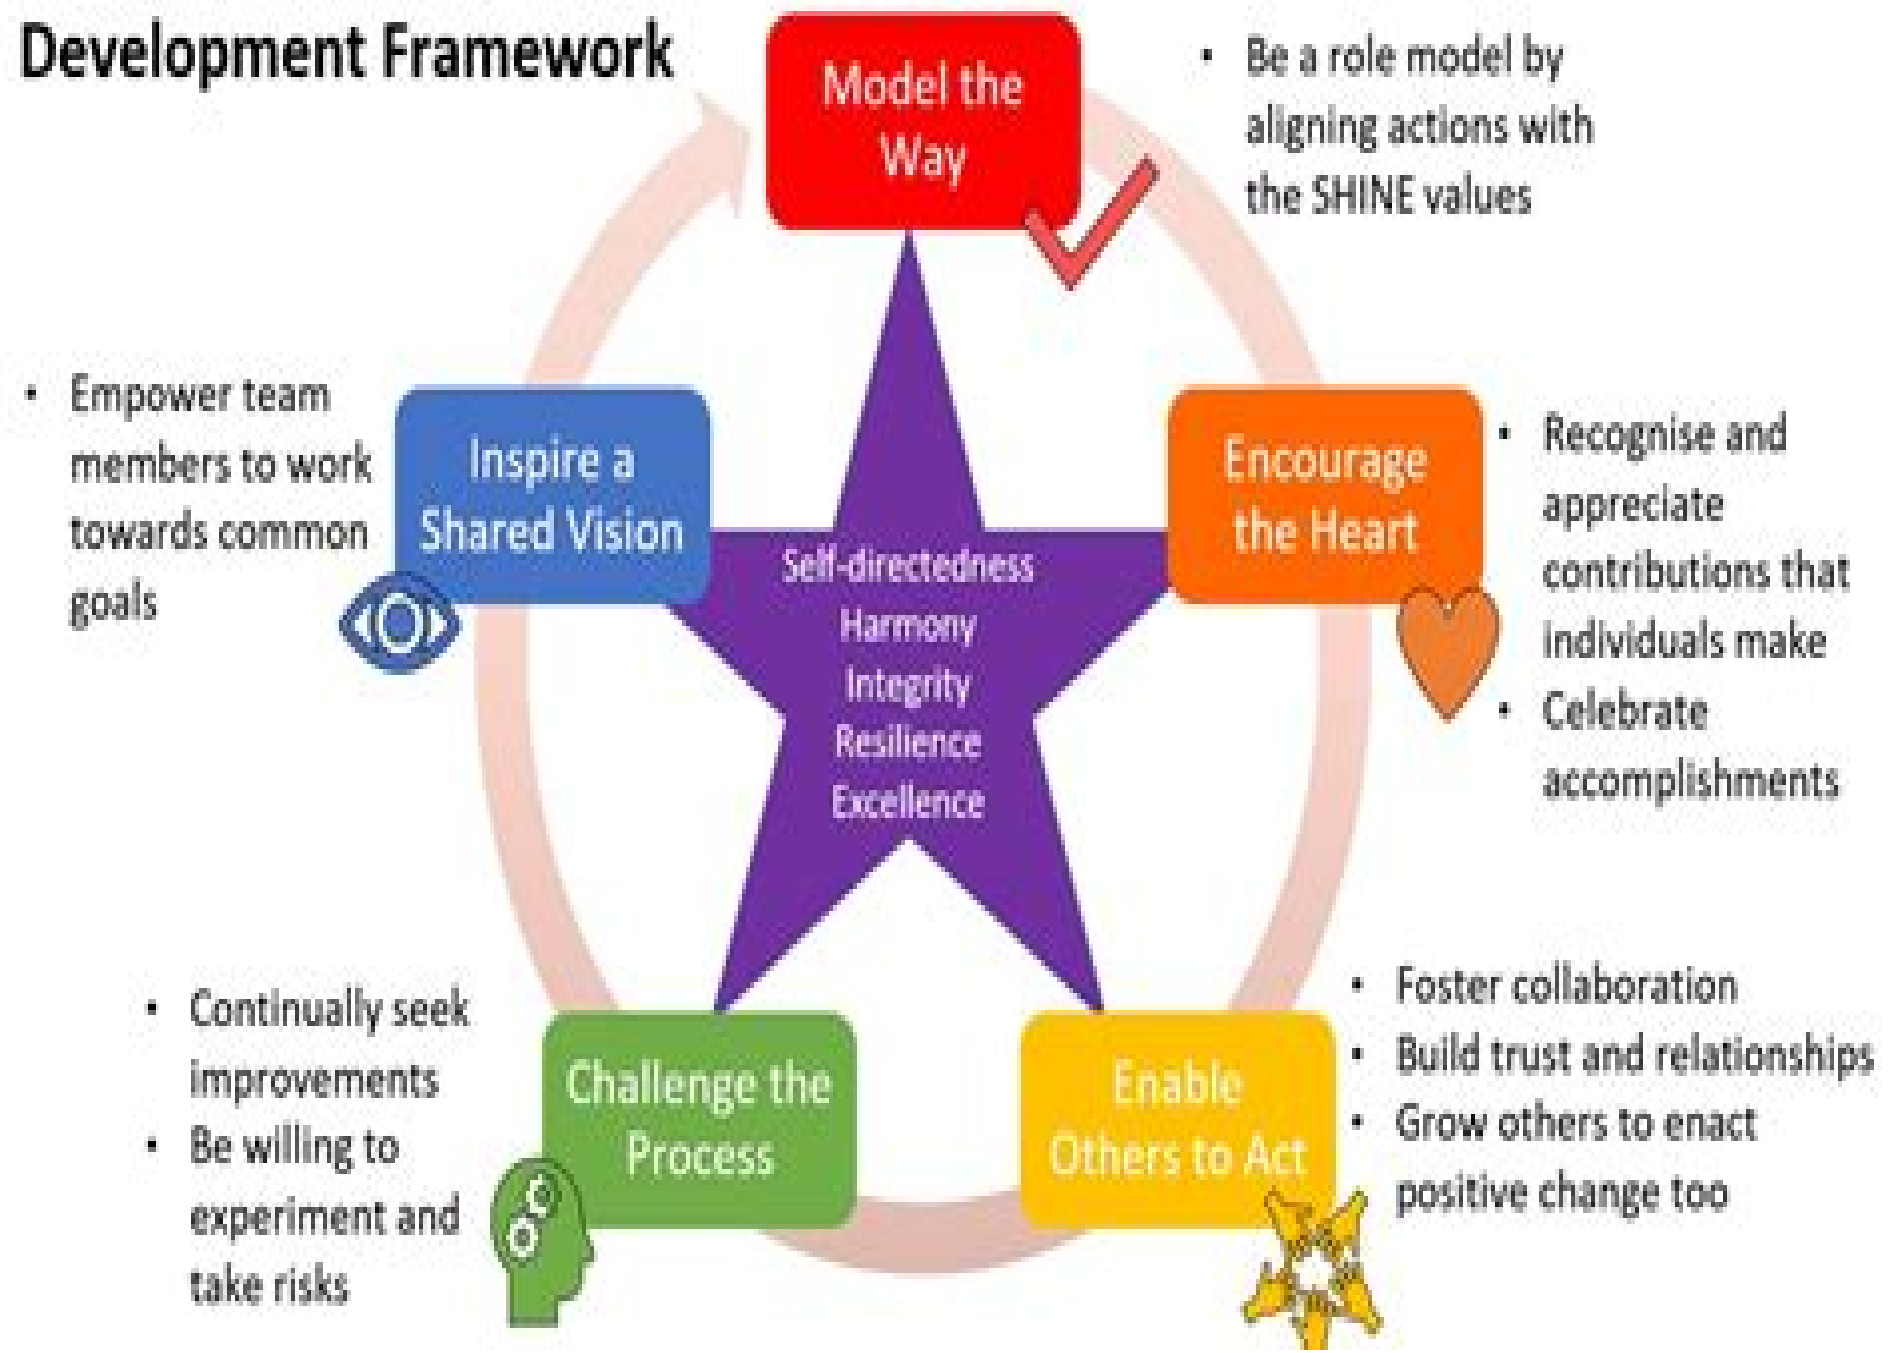 Development Framework
Model the
Way
• Be a role model by
aligning actions with
the SHINE values
Encourage
the Heart
• Recognise and
appreciate
contributions that
individuals make
• Celebrate
accomplishments
Enable
Others to Act
• Foster collaboration
• Build trust and relationships
• Grow others to enact
positive change too
Challenge the
Process
• Continually seek
improvements
• Be willing to
experiment and
take risks
Inspire a
Shared Vision
• Empower team
members to work
towards common
goals
Self-directedness
Harmony
Integrity
Resilience
Excellence